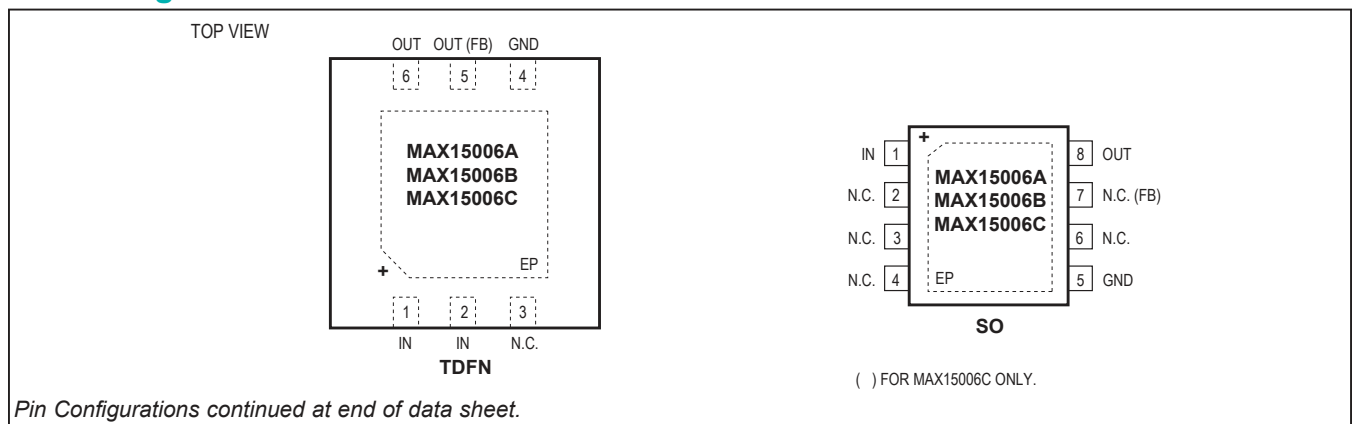 TOP VIEW
OUT OUT (FB) GND
6 5 4
MAX15006A
MAX15006B
MAX15006C
EP
+
1 2 3
IN IN N.C.
TDFN
+
IN 1 8 OUT
N.C. 2 7 N.C. (FB)
N.C. 3 6 N.C.
N.C. 4 5 GND
MAX15006A
MAX15006B
MAX15006C
EP
SO
( ) FOR MAX15006C ONLY.
Pin Configurations continued at end of data sheet.